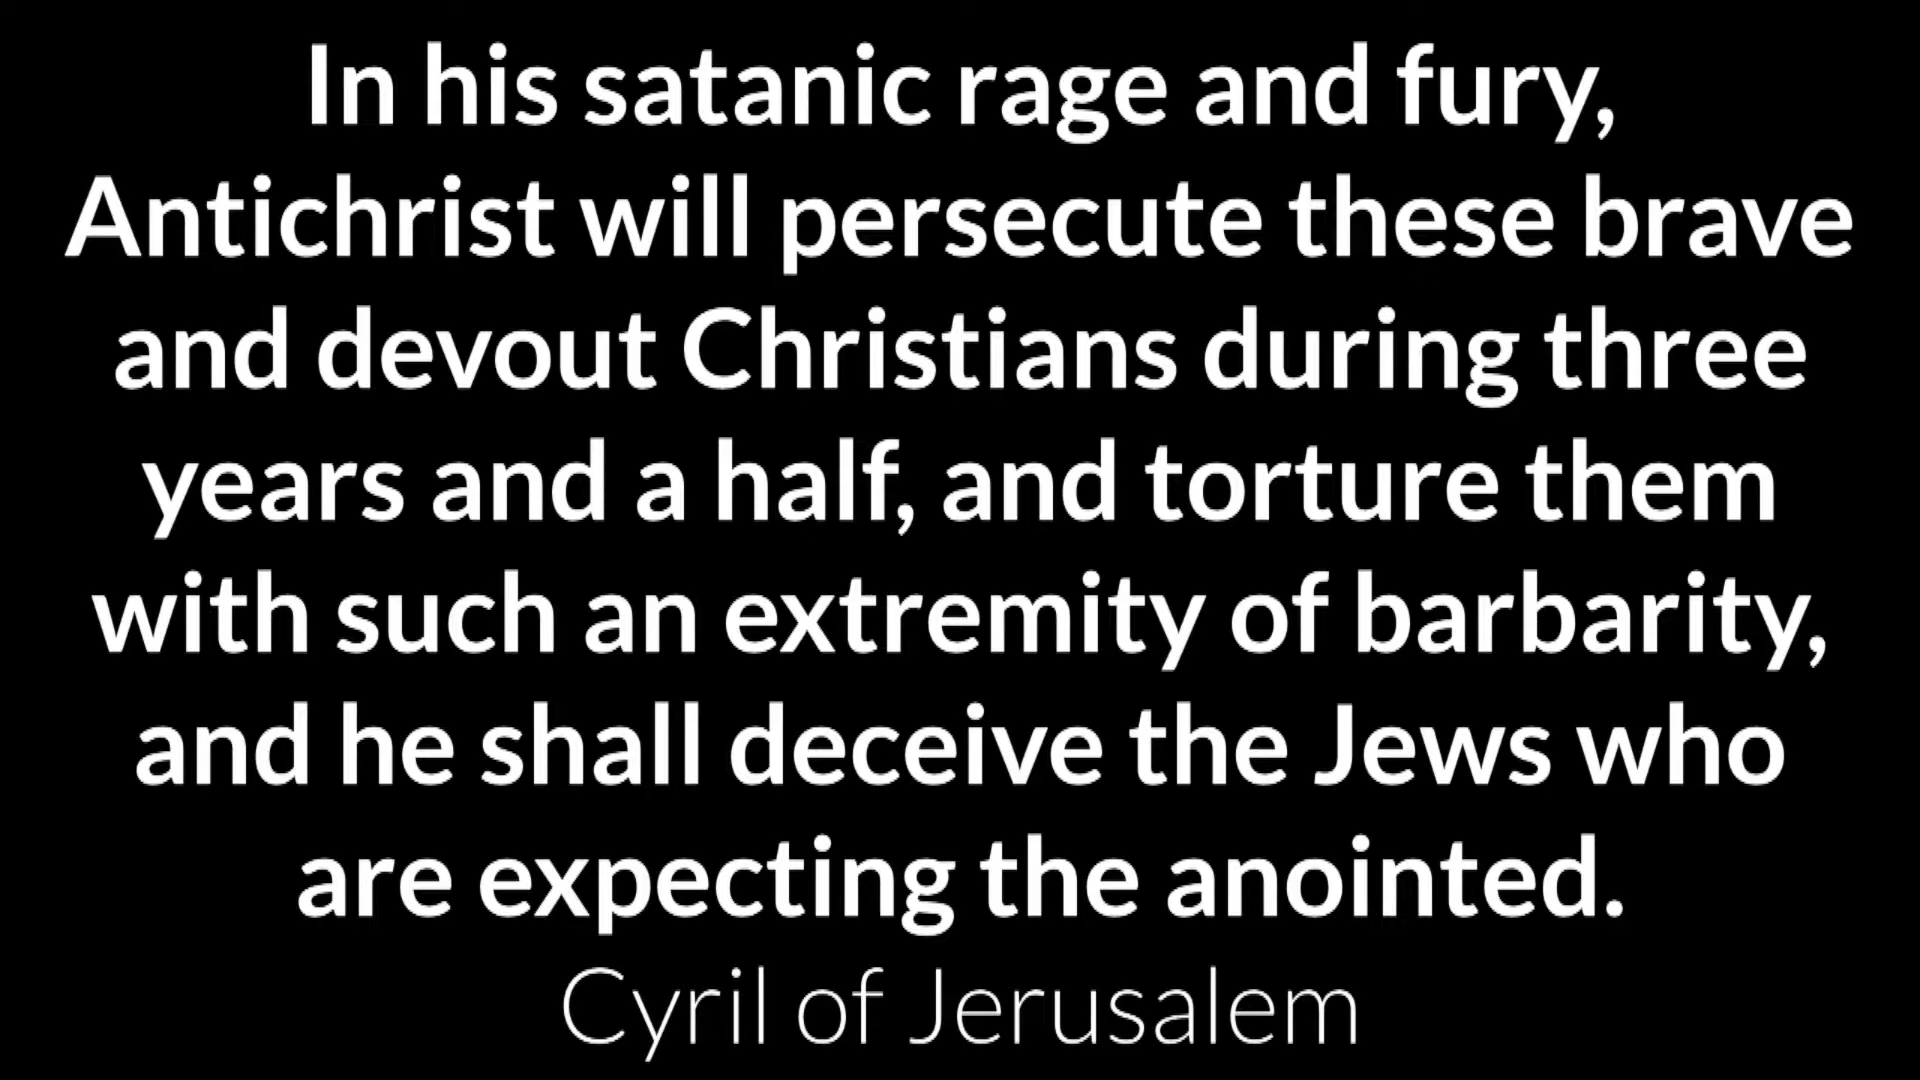 In his satanic rage and fury,
Antichrist will persecute these brave
and devout Christians during three
years and a half, and torture them
with such an extremity of barbarity,
and he shall deceive the Jews who
are expecting the anointed.
Cyril of Jerusalem